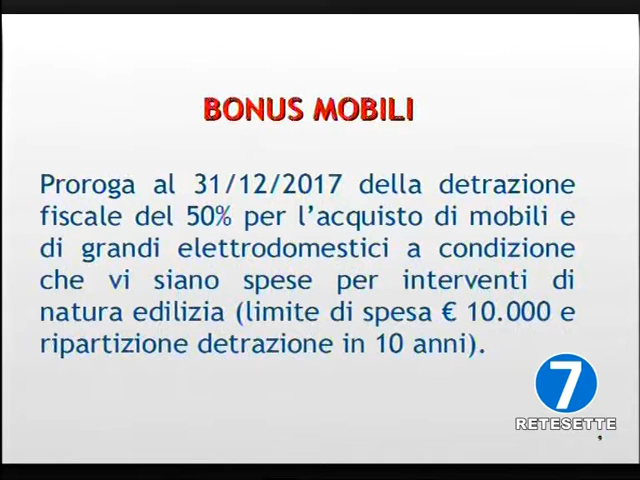 BONUS MOBILI
Proroga al 31/12/2017 della detrazione
fiscale del 50% per l'acquisto di mobili e
di grandi elettrodomestici a condizione
che vi siano spese per interventi di
natura edilizia (limite di spesa € 10.000 e
ripartizione detrazione in 10 anni).
7
RETESETTE
9